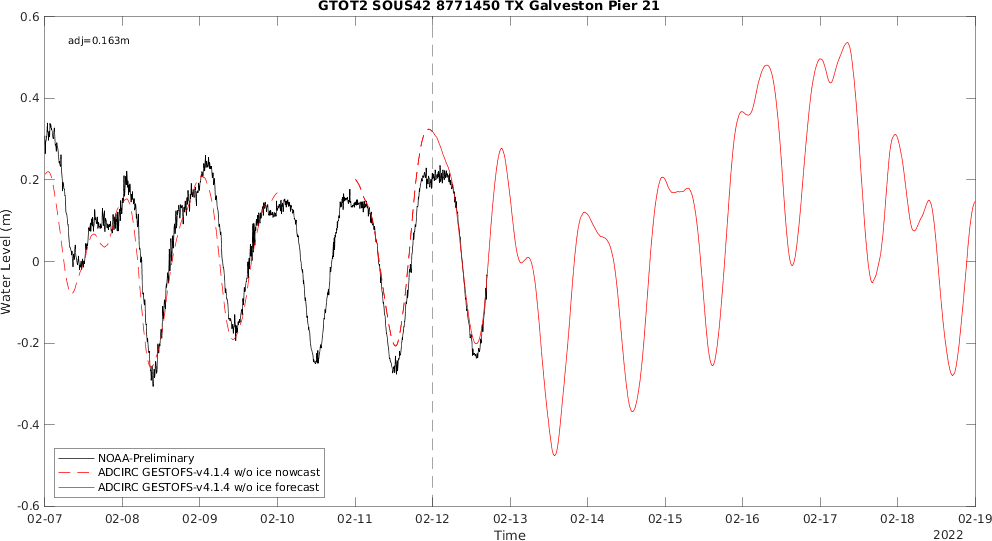 GTOT2 SOUS42 8771450 TX Galveston Pier 21
adj=0.163m
0.6
0.4
0.2
0
-0.2
-0.4
-0.6
Water Level (m)
NOAA-Preliminary
ADCIRC GESTOFS-v4.1.4 w/o ice nowcast
ADCIRC GESTOFS-v4.1.4 w/o ice forecast
02-07 02-08 02-09 02-10 02-11 02-12 02-13 02-14 02-15 02-16 02-17 02-18 02-19
Time
2022